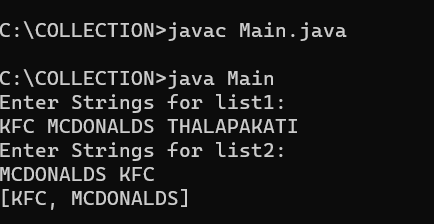 C:\COLLECTION>javac Main.java
C:\COLLECTION>java Main
Enter Strings for list1:
KFC MCDONALDS THALAPAKATI
Enter Strings for list2:
MCDONALDS KFC
[KFC, MCDONALDS]